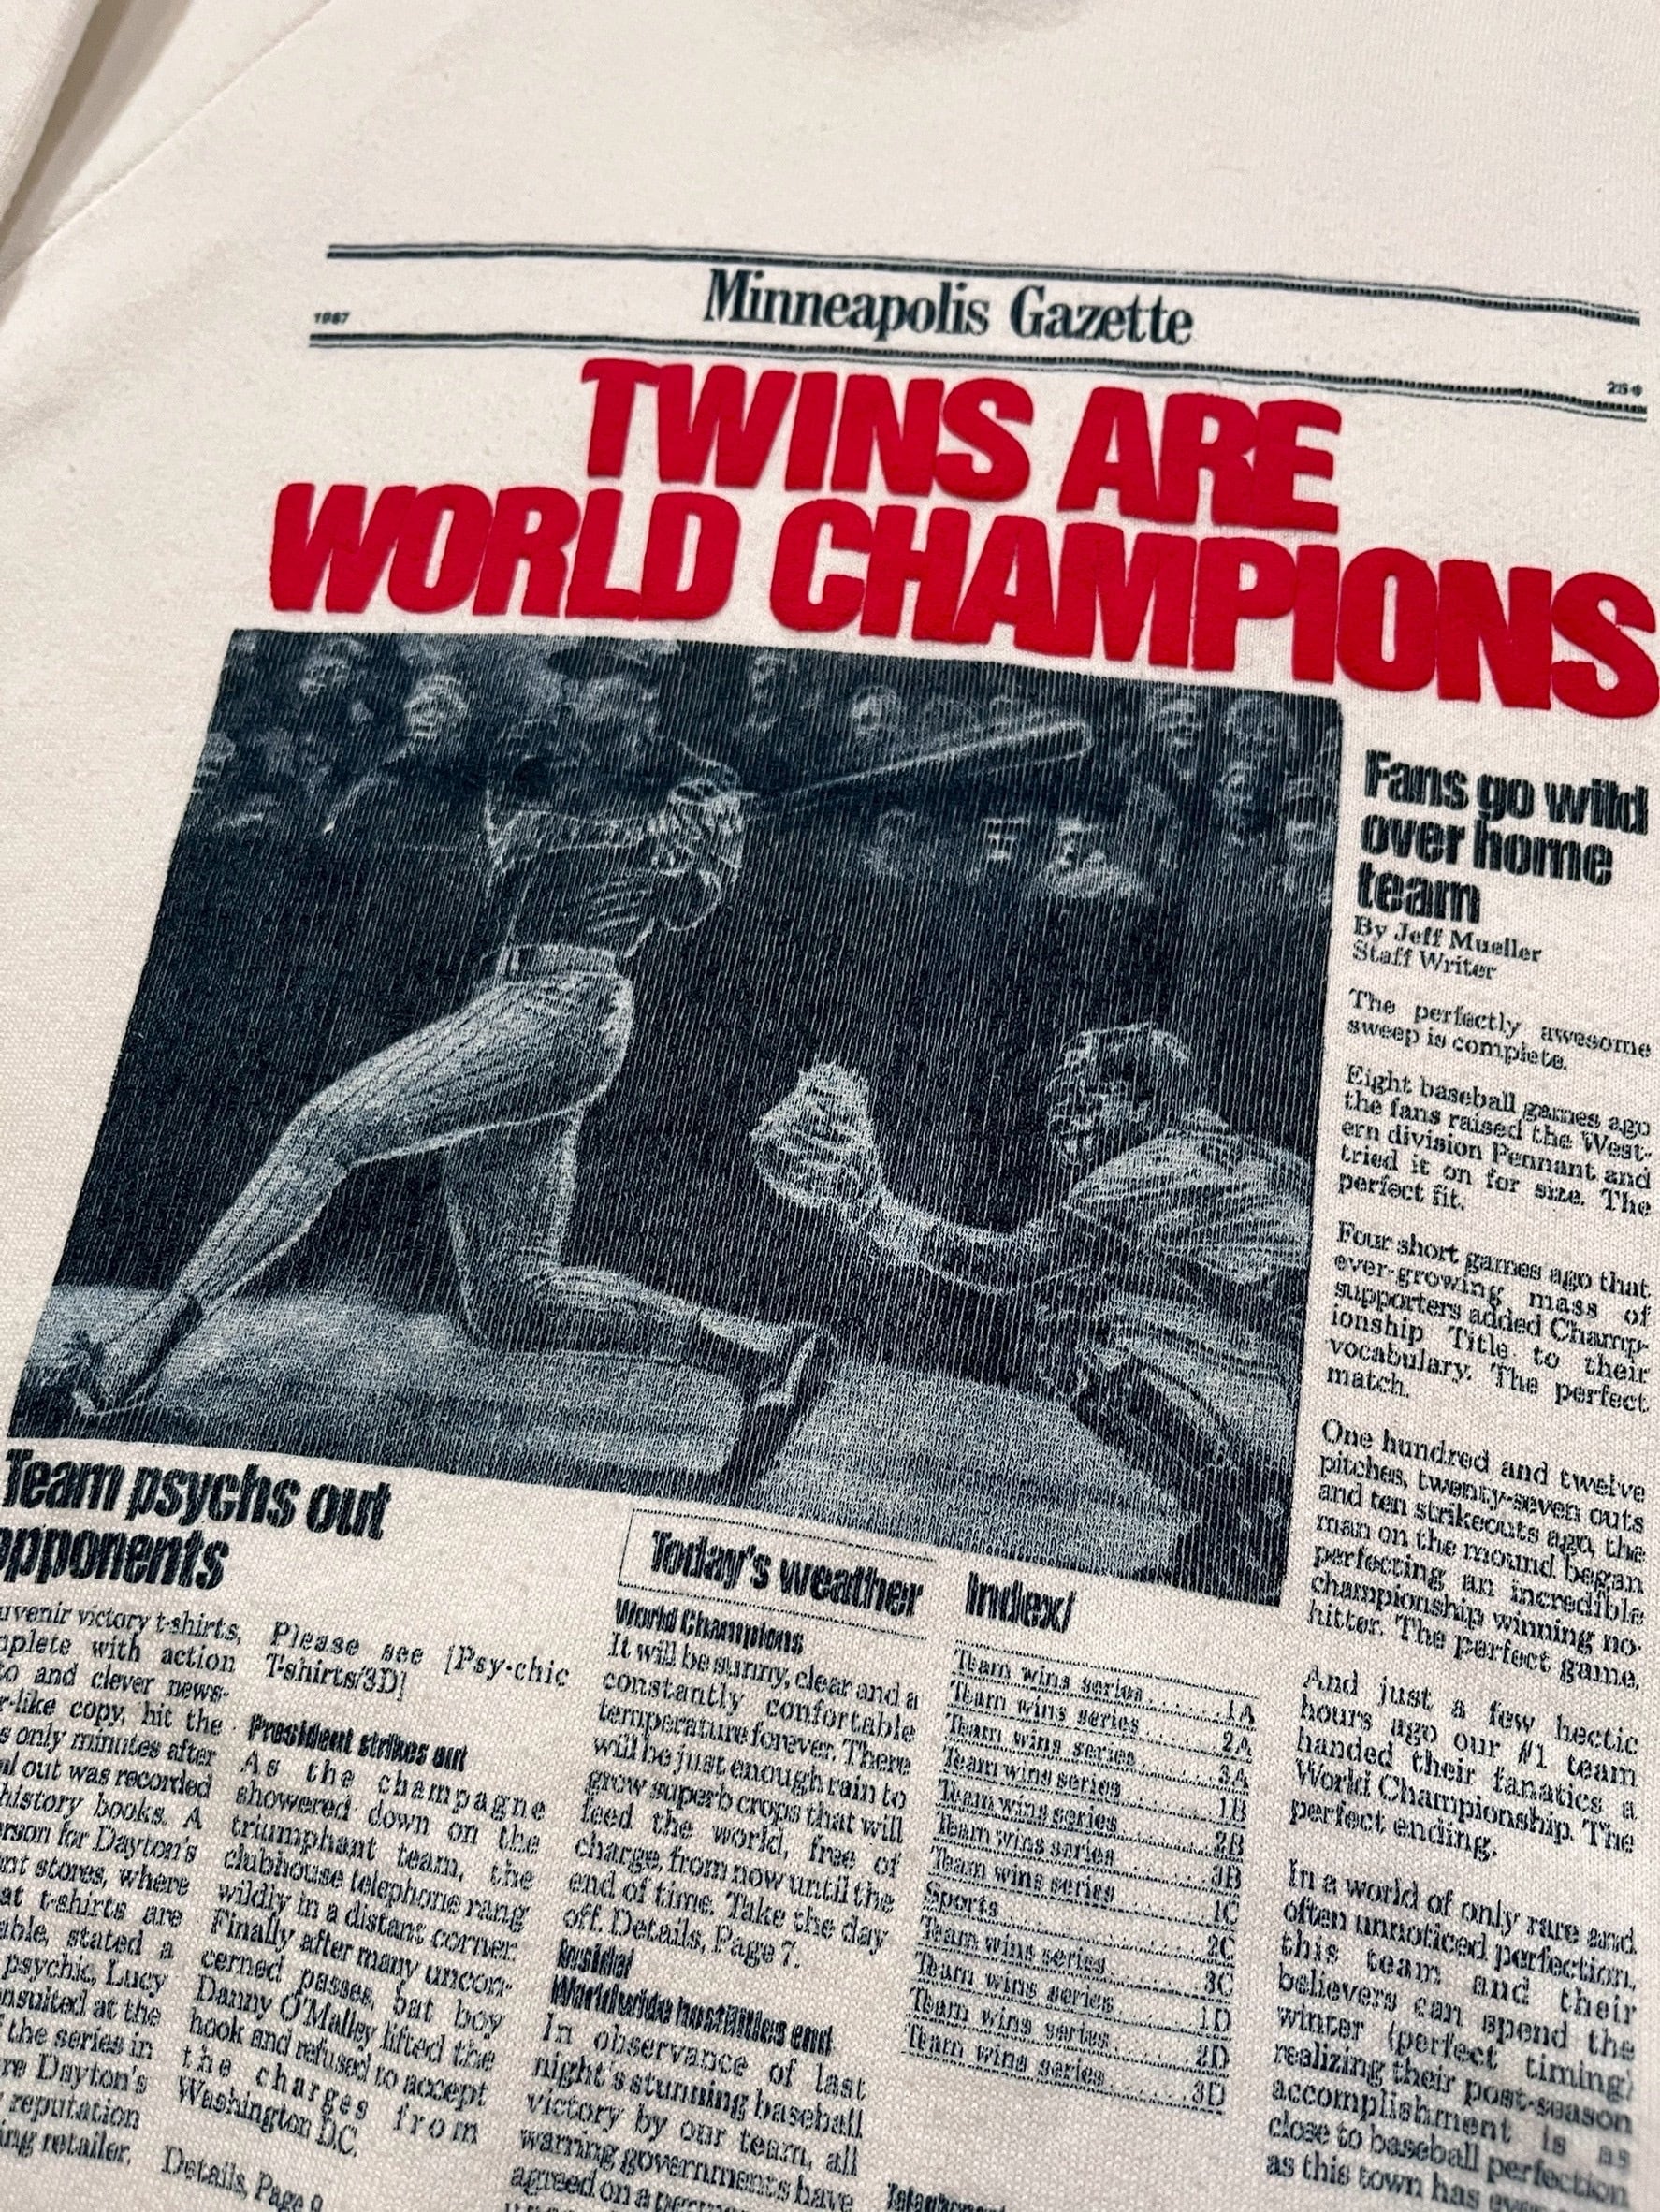 Minneapolis Gazette
1987
25¢
TWINS ARE
WORLD CHAMPIONS
Fans go wild
over home
team
By Jeff Mueller
Staff Writer
The perfectly awesome
sweep is complete.
Eight baseball games ago
the fans raised the West-
ern division Pennant and
tried it on for size. The
perfect fit.
Four short games ago that
ever-growing mass of
supporters added Champ-
ionship Title to their
vocabulary. The perfect
match.
One hundred and twelve
pitches, twenty-seven outs
and ten strikeouts ago, the
man on the mound began
perfecting an incredible
championship winning no-
hitter. The perfect game.
And just a few hectic
hours ago our #1 team
handed their fanatics a
World Championship. The
perfect ending.
In a world of only rare and
often unnoticed perfection,
this team and their
believers can spend the
winter (perfect timing)
realizing their post-season
accomplishment is as
close to baseball perfection
as this town has
Team psychs out
opponents
victory t-shirts,
with action
and clever news-
like copy, hit the
only minutes after
out was recorded
history books. A
for Dayton's
stores, where
t-shirts are
stated a
psychic, Lucy
at the
the series in
Dayton's
reputation
retailer.
Please see [Psy-chic
T-shirts/3D]
President strikes out
As the champagne
showered down on the
triumphant team, the
clubhouse telephone rang
wildly in a distant corner.
Finally after many uncon-
cerned passes, bat boy
Danny O'Malley lifted the
hook and refused to accept
the charges from
Washington D.C.
Details, Page 9
Today's weather
World Champions
It will be sunny, clear and a
constantly confortable
temperature forever. There
will be just enough rain to
grow superb crops that will
feed the world, free of
charge, from now until the
end of time. Take the day
off. Details, Page 7.
Inside/
Worldwide hostilities end
In observance of last
night's stunning baseball
victory by our team, all
warring governments have
agreed on a
Index/
Team wins series.......1A
Team wins series.......2A
Team wins series.......3A
Team wins series.......1B
Team wins series.......2B
Team wins series.......3B
Team wins series.......1C
Sports.......2C
Team wins series.......3C
Team wins series.......1D
Team wins series.......2D
Team wins series.......3D